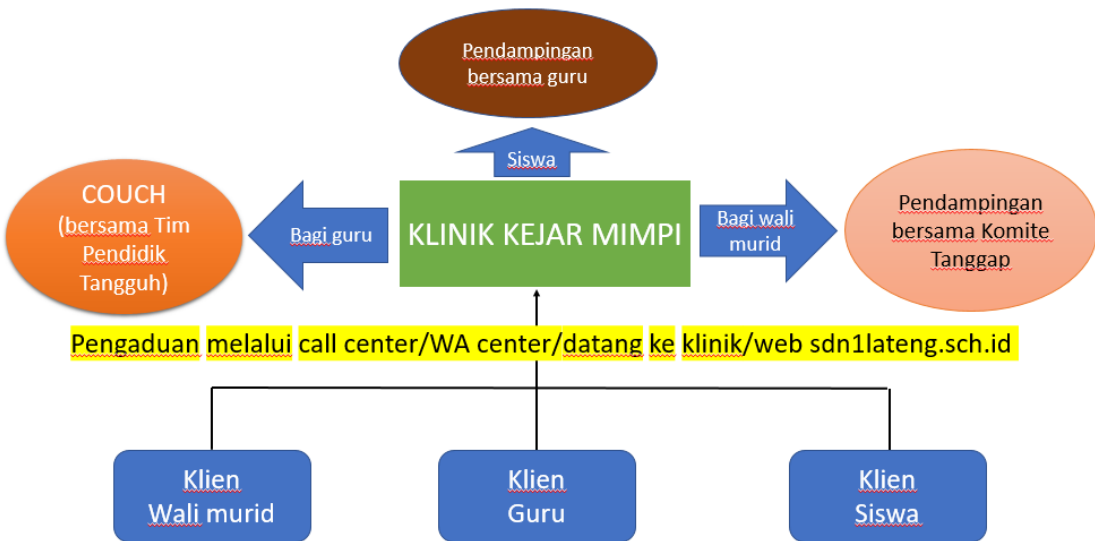 Pendampingan
bersama guru
Siswa
COUCH
(bersama Tim
Pendidik
Tangguh)
Bagi guru
KLINIK KEJAR MIMPI
Bagi wali
murid
Pendampingan
bersama Komite
Tanggap
Pengaduan melalui call center/WA center/datang ke klinik/web sdn1lateng.sch.id
Klien
Wali murid
Klien
Guru
Klien
Siswa